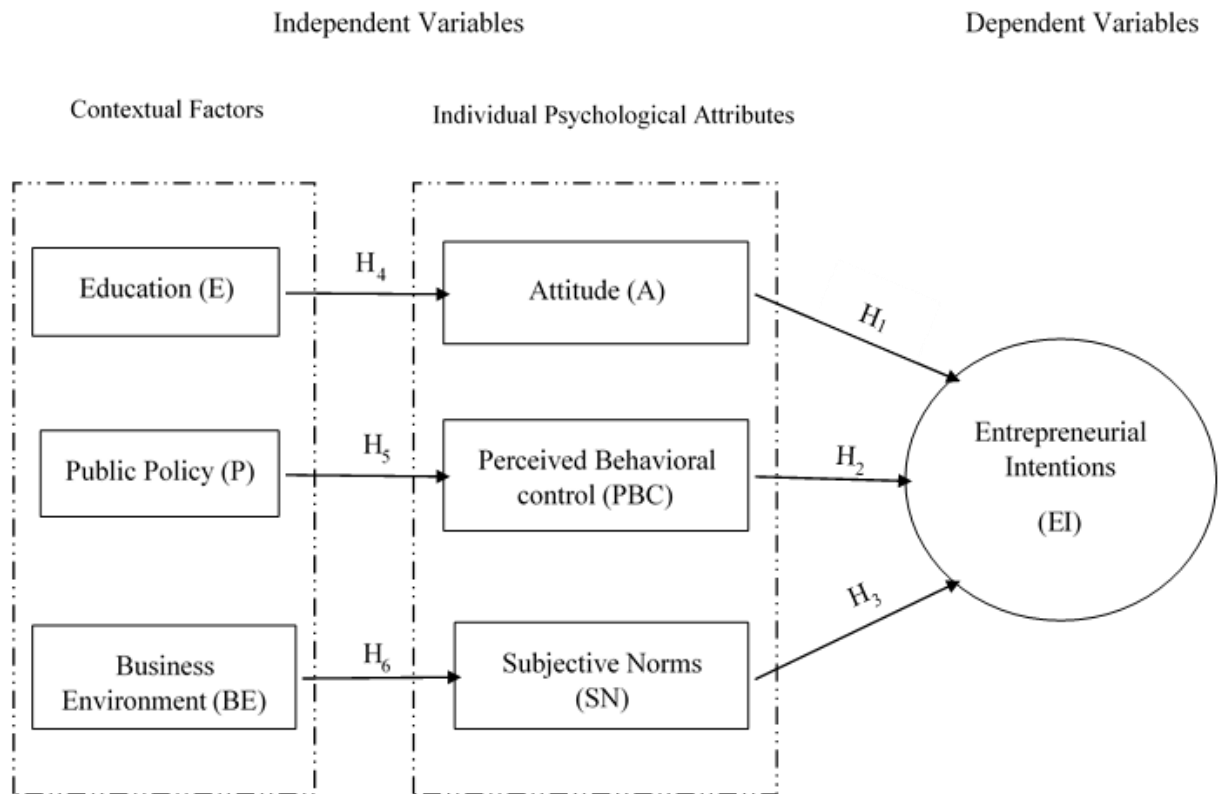 Independent Variables
Dependent Variables
Contextual Factors
Individual Psychological Attributes
Education (E)
H4
Attitude (A)
H1
Public Policy (P)
H5
Perceived Behavioral
control (PBC)
H2
Entrepreneurial
Intentions
(EI)
Business
Environment (BE)
H6
Subjective Norms
(SN)
H3